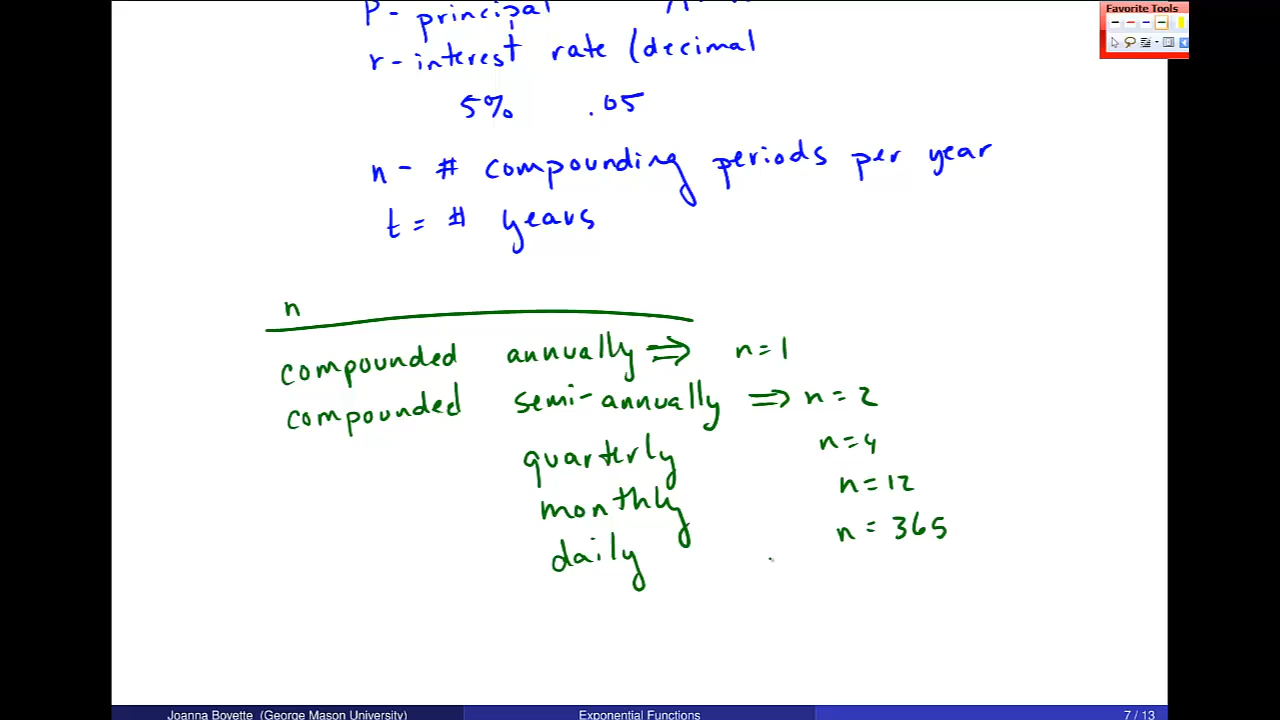 P- principal
r- interest rate (decimal
5% .05
n - # compounding periods per year
t = # years
n
compounded annually ⇒ n=1
compounded semi-annually ⇒ n = 2
quarterly n=4
monthly n=12
daily n = 365
Favorite Tools
Joanna Bovette (George Mason University) Exponential Functions 7 / 13